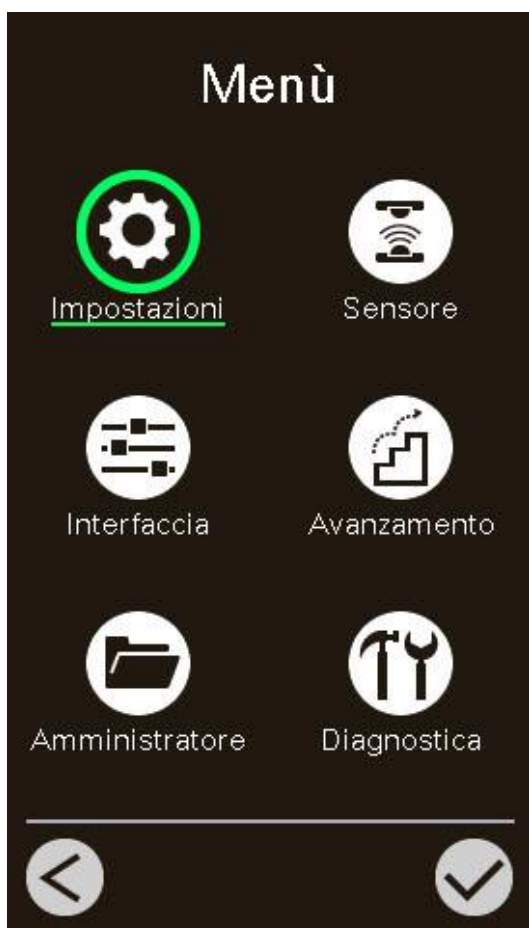 Menù
Impostazioni
Sensore
Interfaccia
Avanzamento
Amministratore
Diagnostica